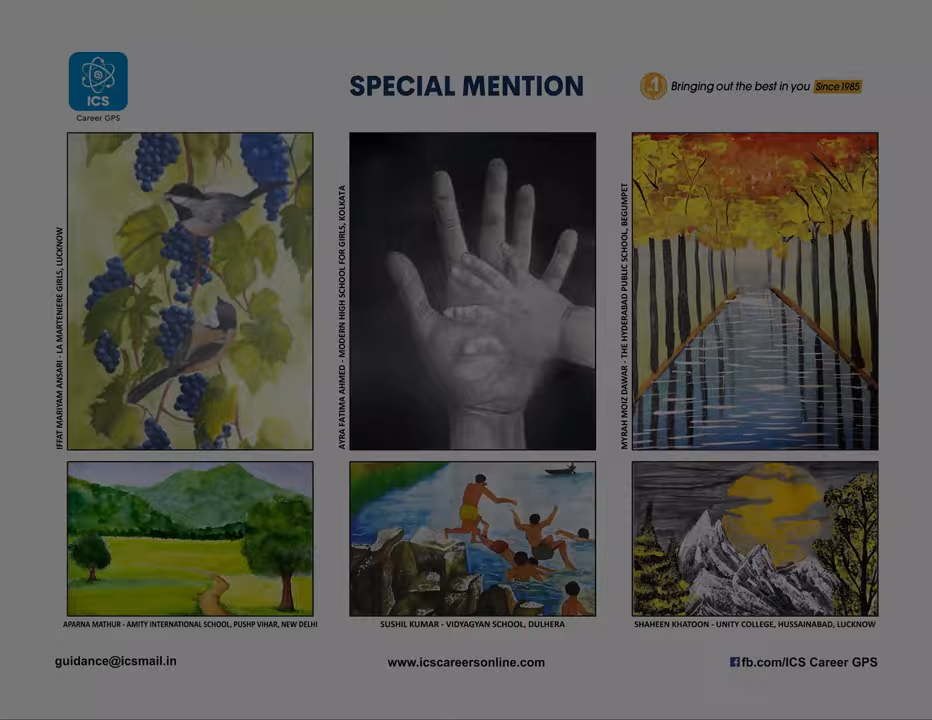 ICS
Career GPS
SPECIAL MENTION
1 Bringing out the best in you Since 1985
IFFAT MARIYAM ANSARI - LA MARTENIERE GIRLS, LUCKNOW
AYRA FATIMA AHMED - MODERN HIGH SCHOOL FOR GIRLS, KOLKATA
MYRAH MOIZ DAWAR - THE HYDERABAD PUBLIC SCHOOL, BEGUMPET
APARNA MATHUR - AMITY INTERNATIONAL SCHOOL, PUSHP VIHAR, NEW DELHI
SUSHIL KUMAR - VIDYAGYAN SCHOOL, DULHERA
SHAHEEN KHATOON - UNITY COLLEGE, HUSSAINABAD, LUCKNOW
guidance@icsmail.in
www.icscareersonline.com
fb.com/ICS Career GPS